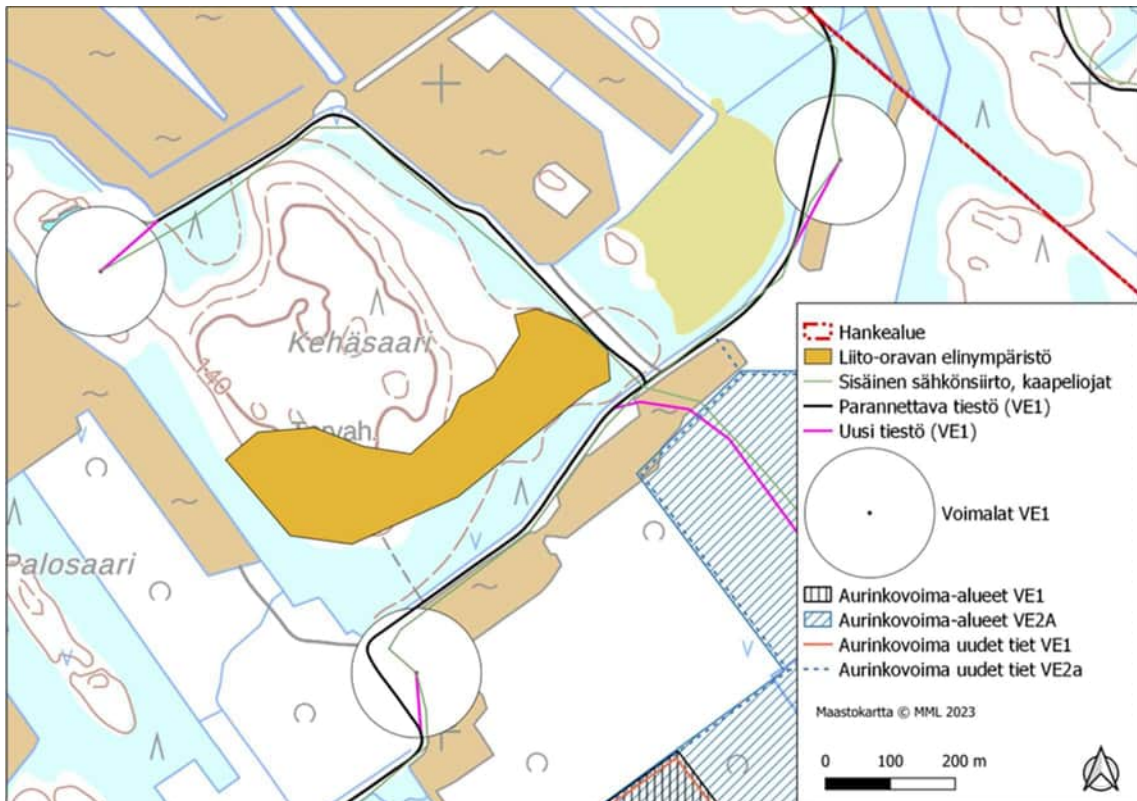 Kehäsaari
140
Palosaari
Hankealue
Liito-oravan elinympäristö
Sisäinen sähkönsiirto, kaapeliojat
Parannettava tiestö (VE1)
Uusi tiestö (VE1)
Voimalat VE1
Aurinkovoima-alueet VE1
Aurinkovoima-alueet VE2A
Aurinkovoima uudet tiet VE1
Aurinkovoima uudet tiet VE2a
Maastokartta © MML 2023
0 100 200 m